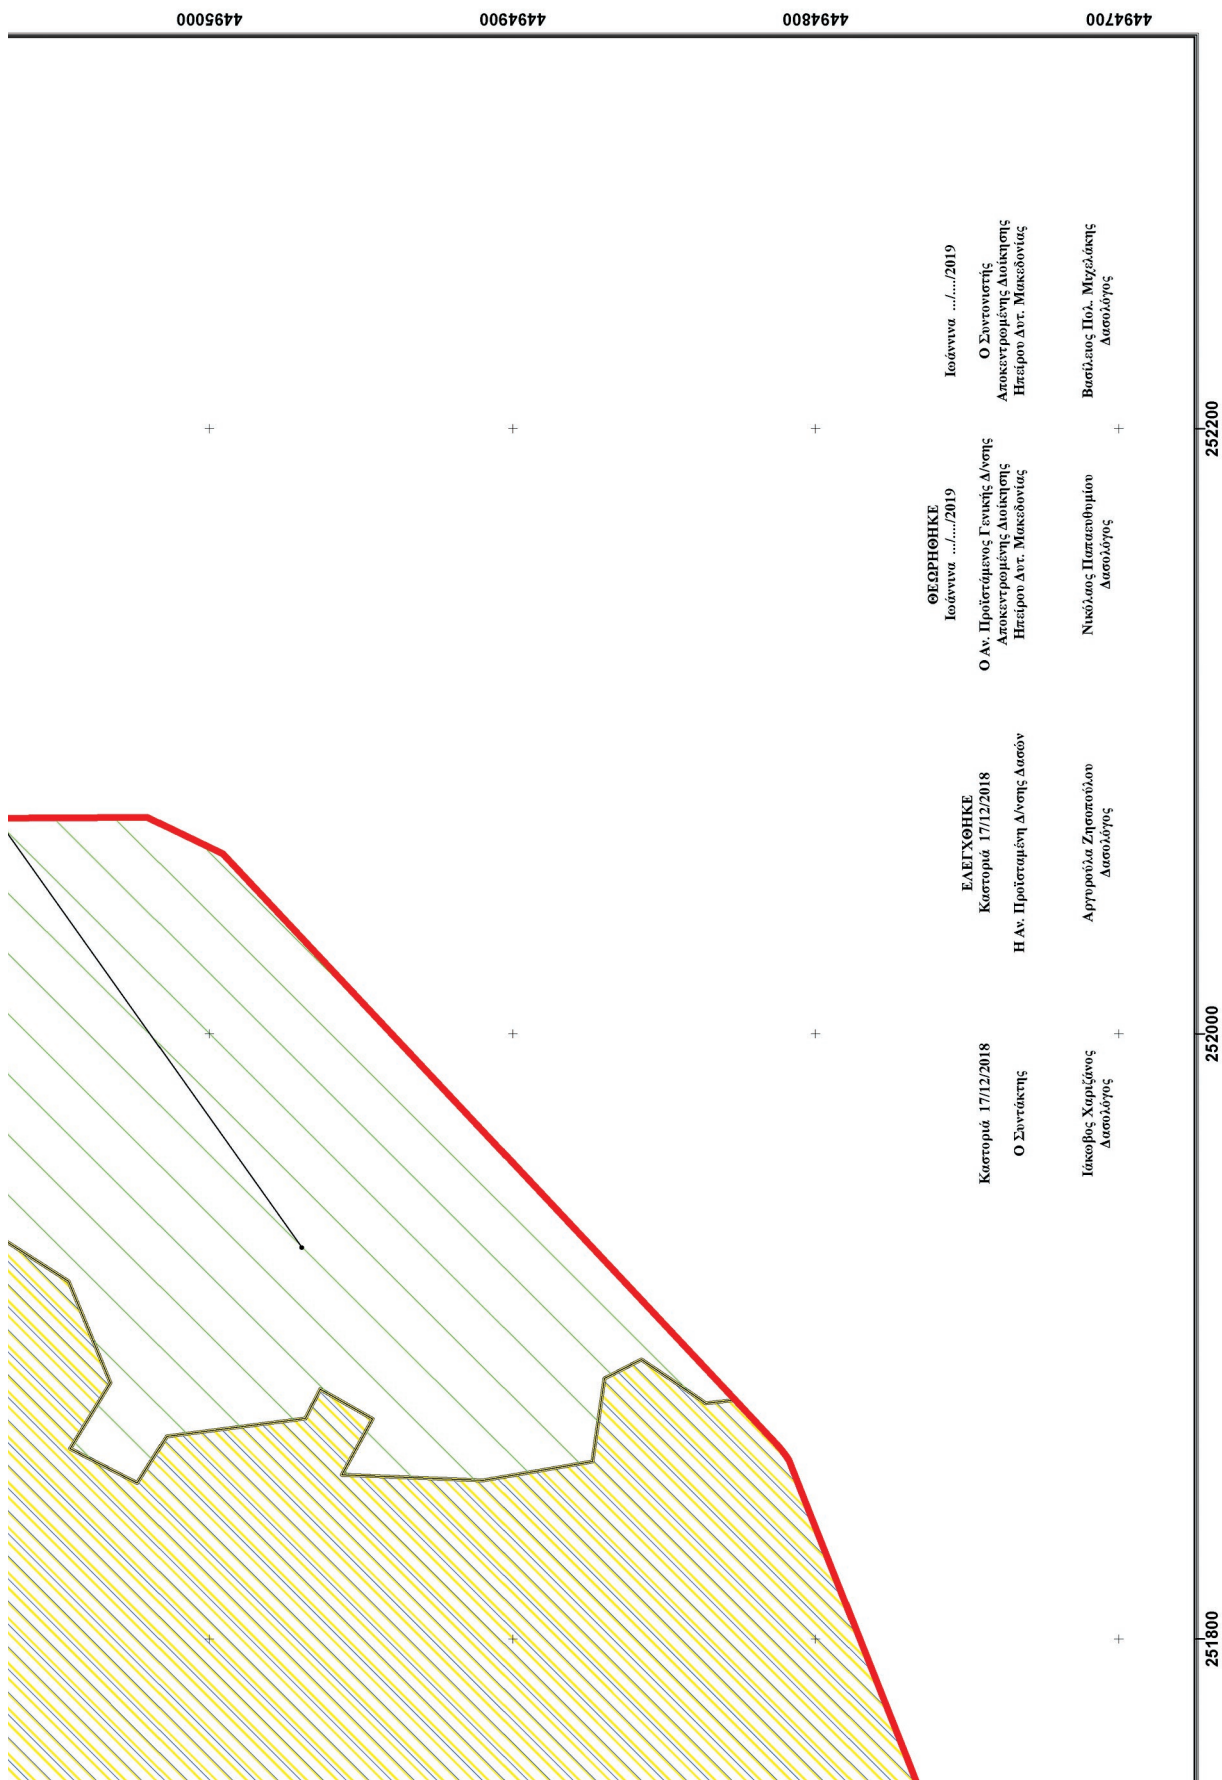 4495000
4494900
4494800
4494700
252200
252000
251800
Καστοριά 17/12/2018
Ο Συντάκτης
Ιάκωβος Χαριζάνος
Δασολόγος
ΕΛΕΓΧΘΗΚΕ
Καστοριά 17/12/2018
Η Αν. Προϊσταμένη Δ/νσης Δασών
Αργυρούλα Ζησοπούλου
Δασολόγος
ΘΕΩΡΗΘΗΚΕ
Ιωάννινα .../..../2019
Ο Αν. Προϊστάμενος Γενικής Δ/νσης
Αποκεντρωμένης Διοίκησης
Ηπείρου Δυτ. Μακεδονίας
Νικόλαος Παπαευθυμίου
Δασολόγος
Ιωάννινα .../..../2019
Ο Συντονιστής
Αποκεντρωμένης Διοίκησης
Ηπείρου Δυτ. Μακεδονίας
Βασίλειος Πολ. Μιχελάκης
Δασολόγος